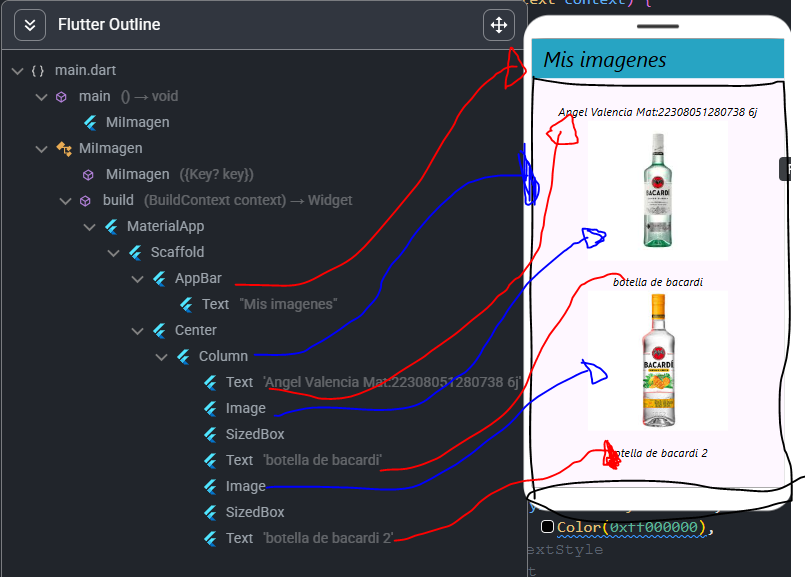 Flutter Outline
main.dart
main () → void
MiImagen
MiImagen
MiImagen ({Key? key})
build (BuildContext context) → Widget
MaterialApp
Scaffold
AppBar
Text "Mis imagenes"
Center
Column
Text 'Angel Valencia Mat:22308051280738 6j'
Image
SizedBox
Text 'botella de bacardi'
Image
SizedBox
Text 'botella de bacardi 2'
text context) {
Mis imagenes
Angel Valencia Mat:22308051280738 6j
BACARDÍ
botella de bacardi
BACARDÍ
botella de bacardi 2
Color(0xff000000),
extStyle